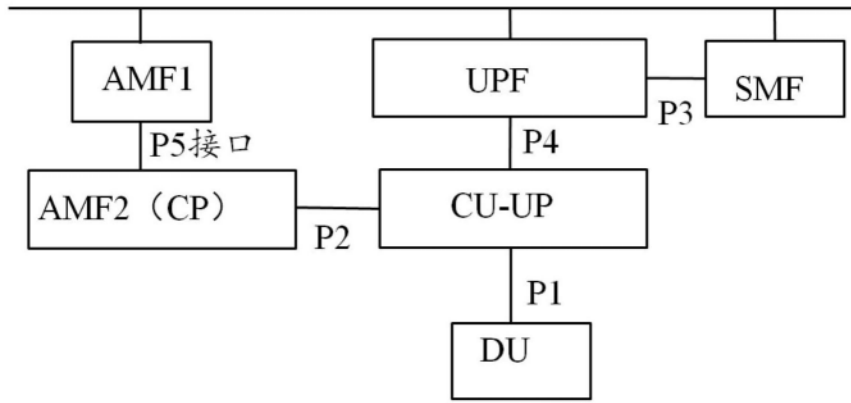 AMF1
UPF
SMF
P3
P5接口
P4
AMF2（CP）
CU-UP
P2
P1
DU